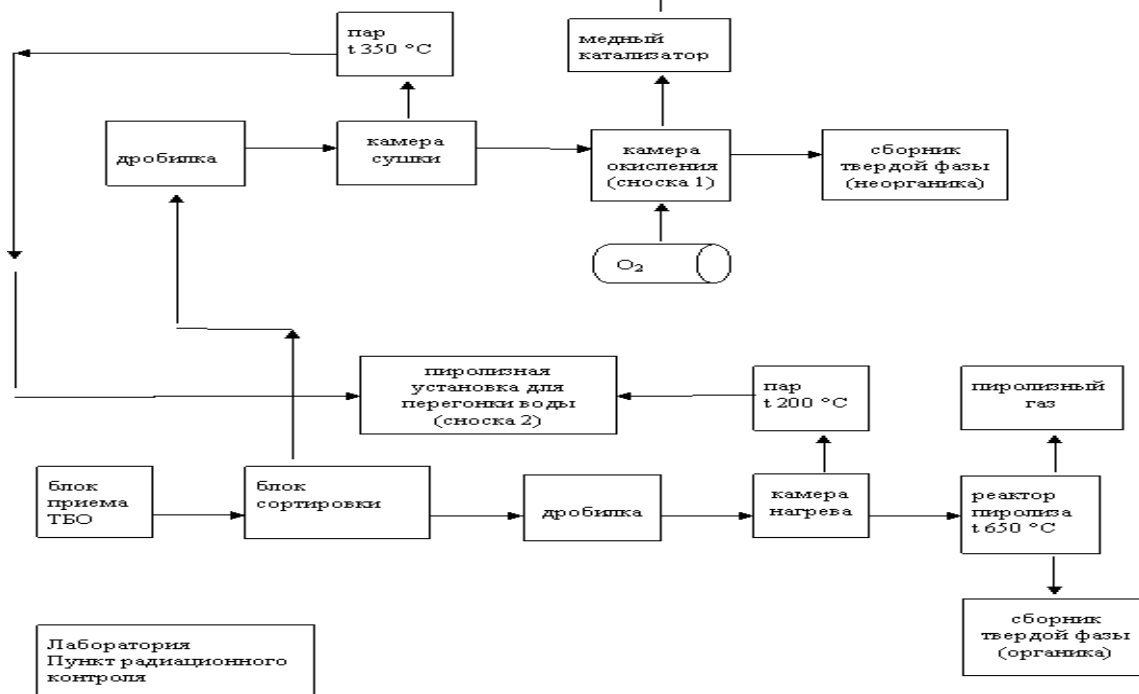 пар
t 350 °C
медный
катализатор
дробилка
камера
сушки
камера
окисления
(сноска 1)
сборник
твердой фазы
(неорганика)
O₂
пиролизная
установка для
перегонки воды
(сноска 2)
пар
t 200 °C
пиролизный
газ
блок
приема
ТБО
блок
сортировки
дробилка
камера
нагрева
реактор
пиролиза
t 650 °C
сборник
твердой фазы
(органика)
Лаборатория
Пункт радиационного
контроля